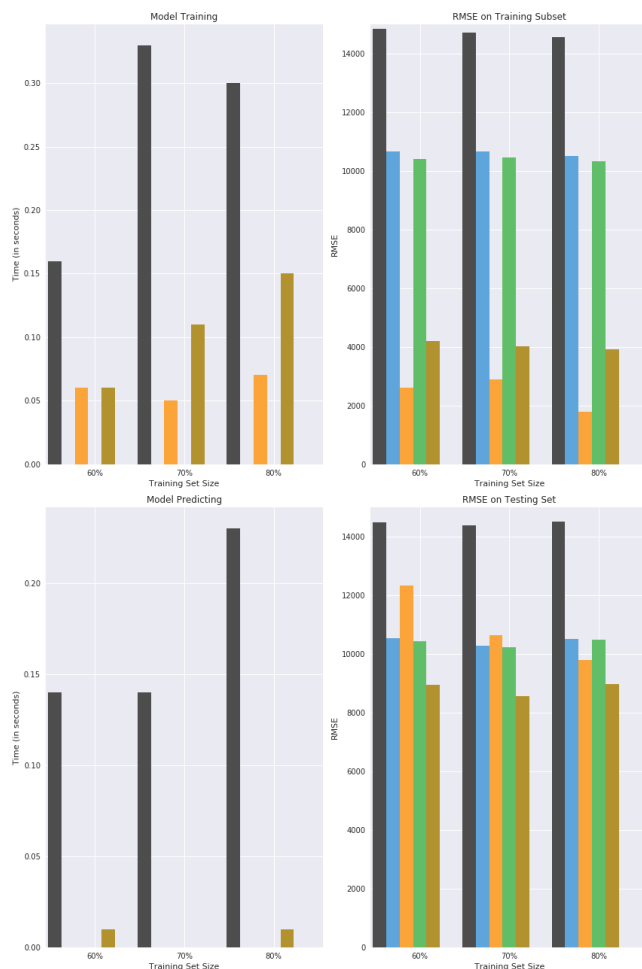 Model Training
Time (in seconds)
0.30
0.25
0.20
0.15
0.10
0.05
0.00
60% 70% 80%
Training Set Size
RMSE on Training Subset
RMSE
14000
12000
10000
8000
6000
4000
2000
0
60% 70% 80%
Training Set Size
Model Predicting
Time (in seconds)
0.20
0.15
0.10
0.05
0.00
60% 70% 80%
Training Set Size
RMSE on Testing Set
RMSE
14000
12000
10000
8000
6000
4000
2000
0
60% 70% 80%
Training Set Size